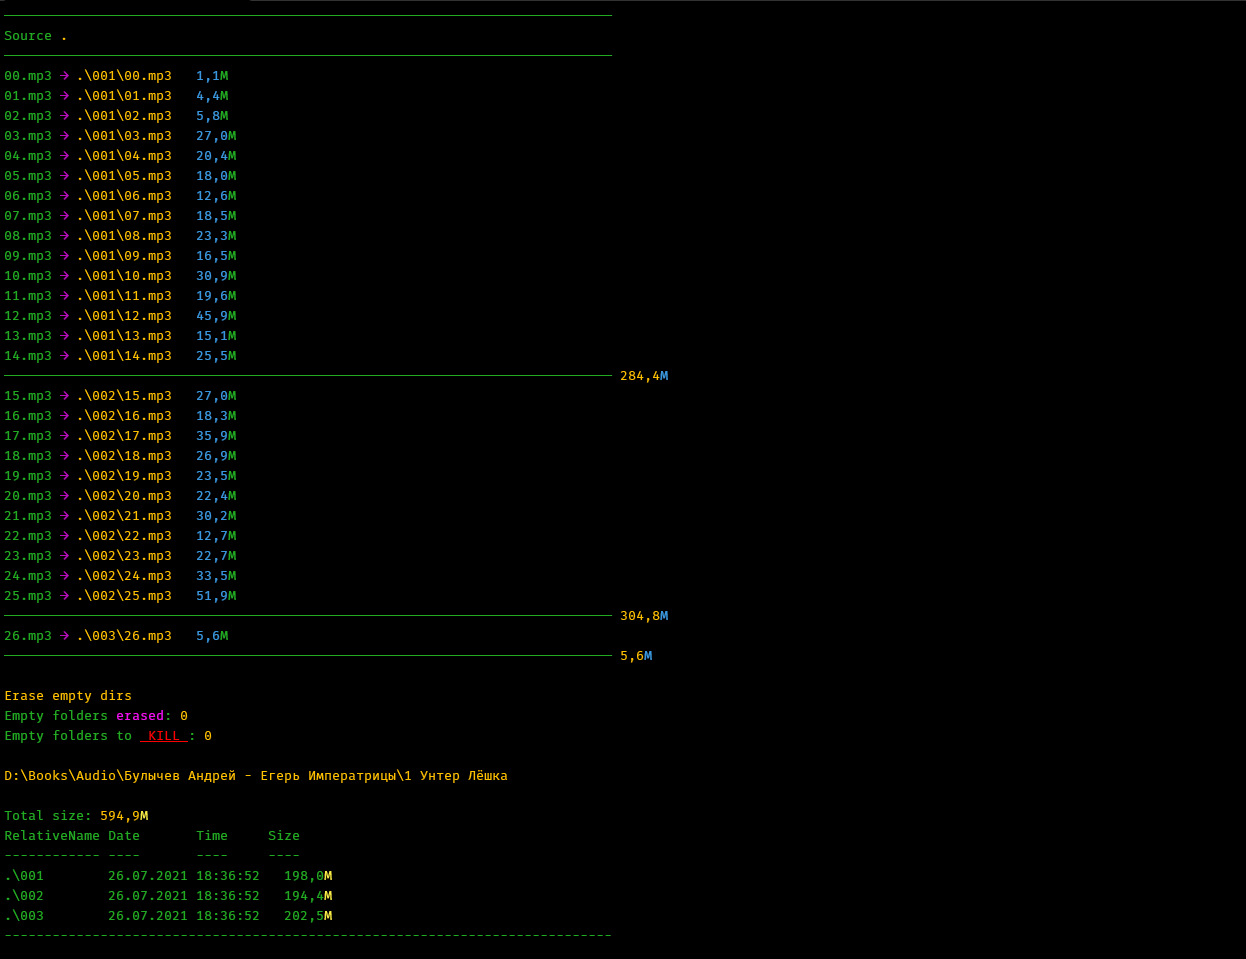 Source .
00.mp3 → .\001\00.mp3   1,1M
01.mp3 → .\001\01.mp3   4,4M
02.mp3 → .\001\02.mp3   5,8M
03.mp3 → .\001\03.mp3   27,0M
04.mp3 → .\001\04.mp3   20,4M
05.mp3 → .\001\05.mp3   18,0M
06.mp3 → .\001\06.mp3   12,6M
07.mp3 → .\001\07.mp3   18,5M
08.mp3 → .\001\08.mp3   23,3M
09.mp3 → .\001\09.mp3   16,5M
10.mp3 → .\001\10.mp3   30,9M
11.mp3 → .\001\11.mp3   19,6M
12.mp3 → .\001\12.mp3   45,9M
13.mp3 → .\001\13.mp3   15,1M
14.mp3 → .\001\14.mp3   25,5M
284,4M
15.mp3 → .\002\15.mp3   27,0M
16.mp3 → .\002\16.mp3   18,3M
17.mp3 → .\002\17.mp3   35,9M
18.mp3 → .\002\18.mp3   26,9M
19.mp3 → .\002\19.mp3   23,5M
20.mp3 → .\002\20.mp3   22,4M
21.mp3 → .\002\21.mp3   30,2M
22.mp3 → .\002\22.mp3   12,7M
23.mp3 → .\002\23.mp3   22,7M
24.mp3 → .\002\24.mp3   33,5M
25.mp3 → .\002\25.mp3   51,9M
304,8M
26.mp3 → .\003\26.mp3   5,6M
5,6M
Erase empty dirs
Empty folders erased: 0
Empty folders to _KILL_: 0
D:\Books\Audio\Булычев Андрей - Егерь Императрицы\1 Унтер Лёшка
Total size: 594,9M
RelativeName Date       Time     Size
------------ ----       ----     ----
.\001        26.07.2021 18:36:52   198,0M
.\002        26.07.2021 18:36:52   194,4M
.\003        26.07.2021 18:36:52   202,5M
----------------------------------------------------------------------------